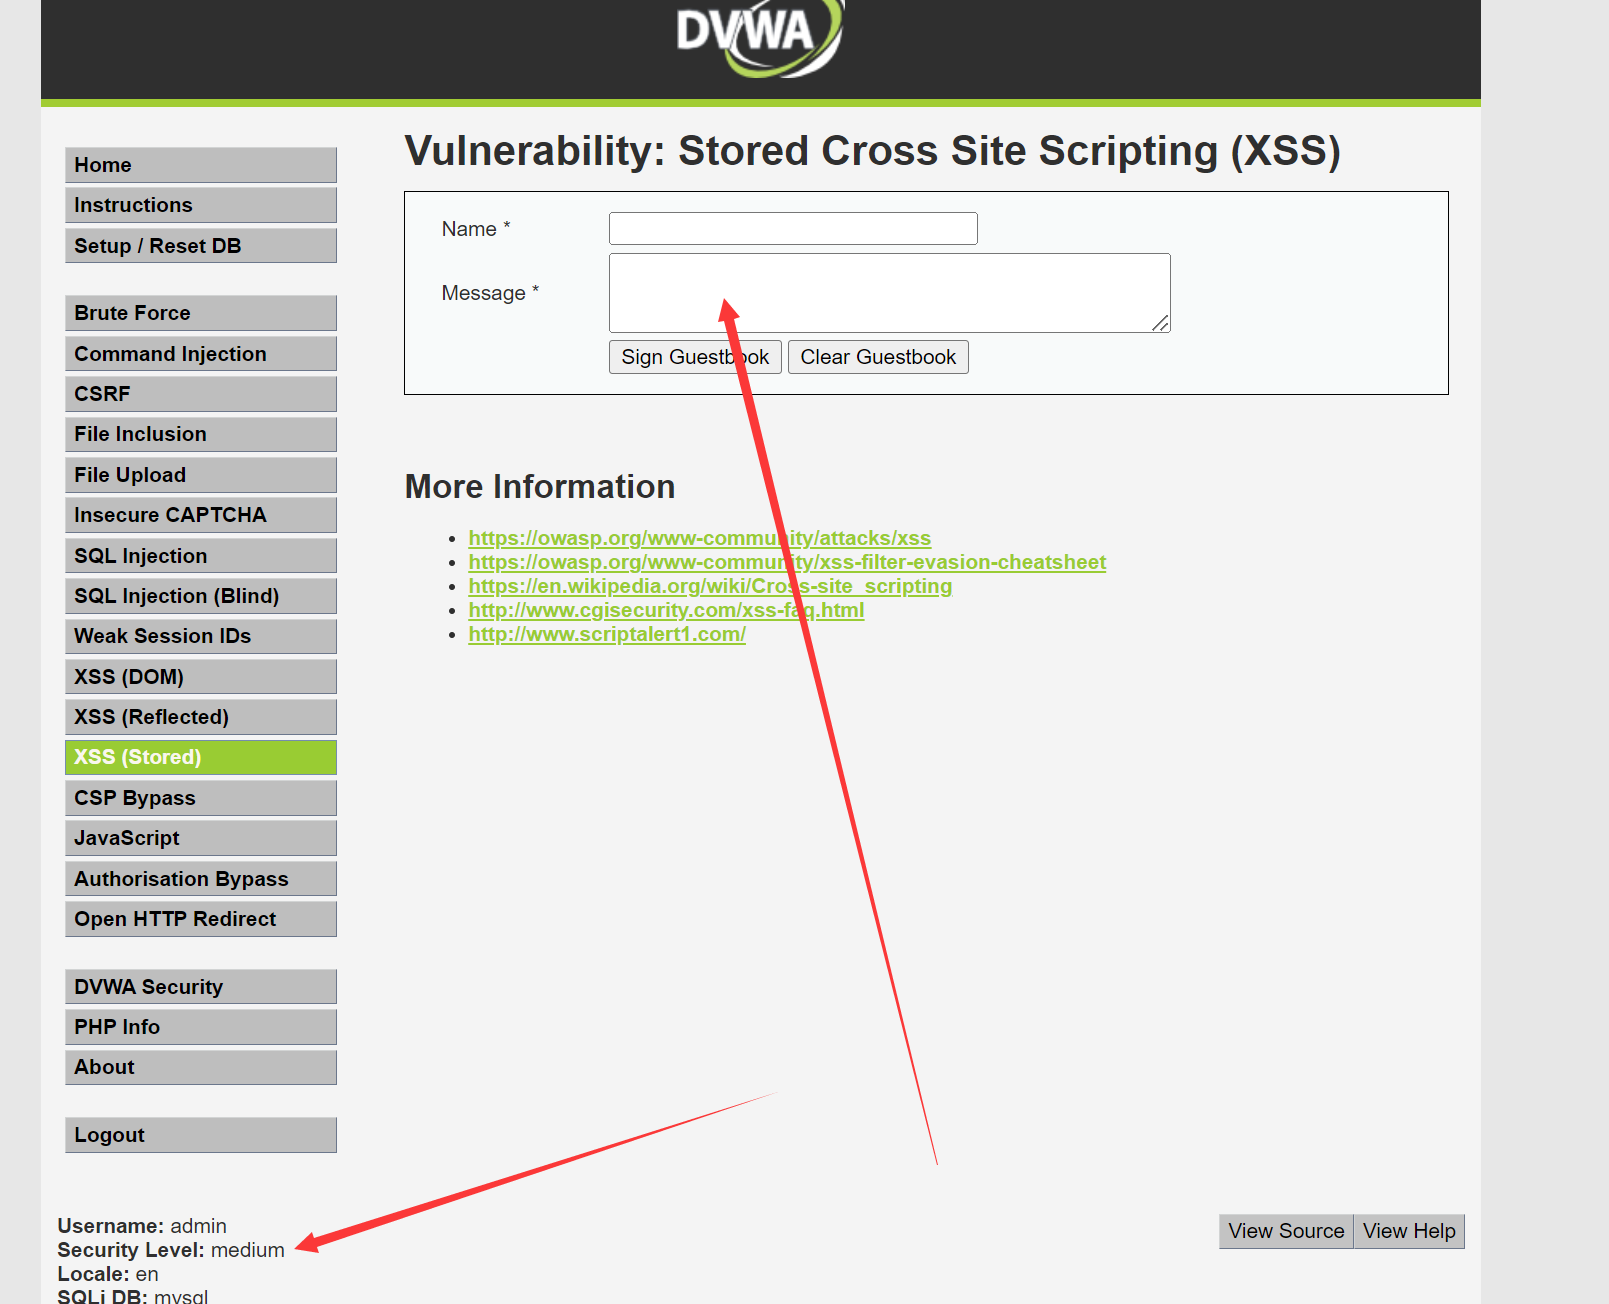 DVWA
Vulnerability: Stored Cross Site Scripting (XSS)
Home
Instructions
Setup / Reset DB
Brute Force
Command Injection
CSRF
File Inclusion
File Upload
Insecure CAPTCHA
SQL Injection
SQL Injection (Blind)
Weak Session IDs
XSS (DOM)
XSS (Reflected)
XSS (Stored)
CSP Bypass
JavaScript
Authorisation Bypass
Open HTTP Redirect
DVWA Security
PHP Info
About
Logout
Name *
Message *
Sign Guestbook Clear Guestbook
More Information
https://owasp.org/www-community/attacks/xss
https://owasp.org/www-community/xss-filter-evasion-cheatsheet
https://en.wikipedia.org/wiki/Cross-site_scripting
http://www.cgisecurity.com/xss-faq.html
http://www.scriptalert1.com/
Username: admin
Security Level: medium
Locale: en
SQLi DB: mysql
View Source View Help